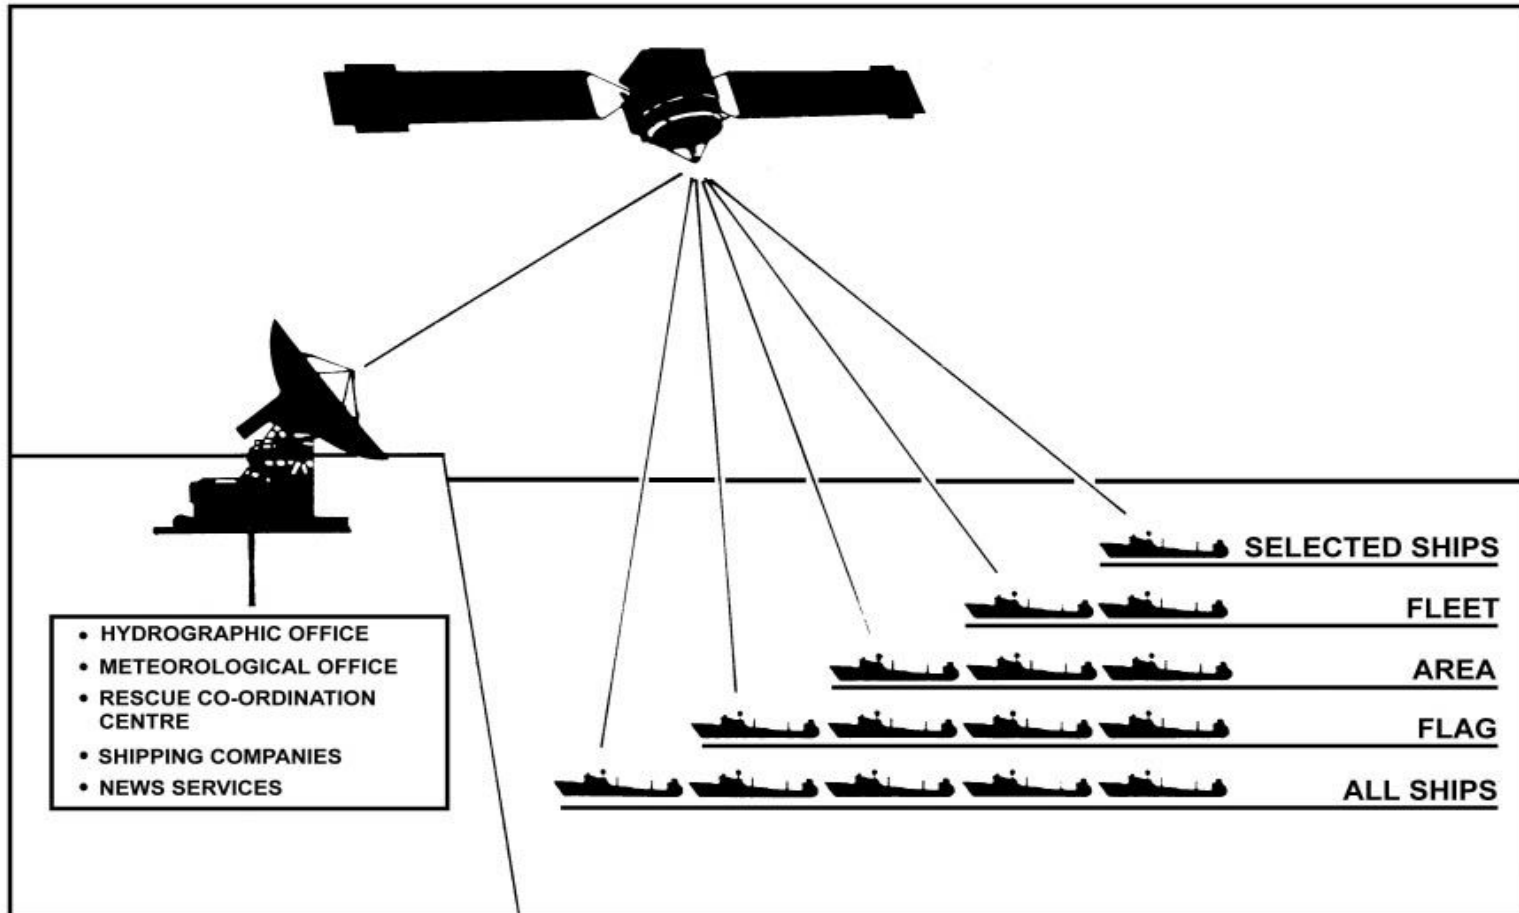 • HYDROGRAPHIC OFFICE
• METEOROLOGICAL OFFICE
• RESCUE CO-ORDINATION
CENTRE
• SHIPPING COMPANIES
• NEWS SERVICES
SELECTED SHIPS
FLEET
AREA
FLAG
ALL SHIPS